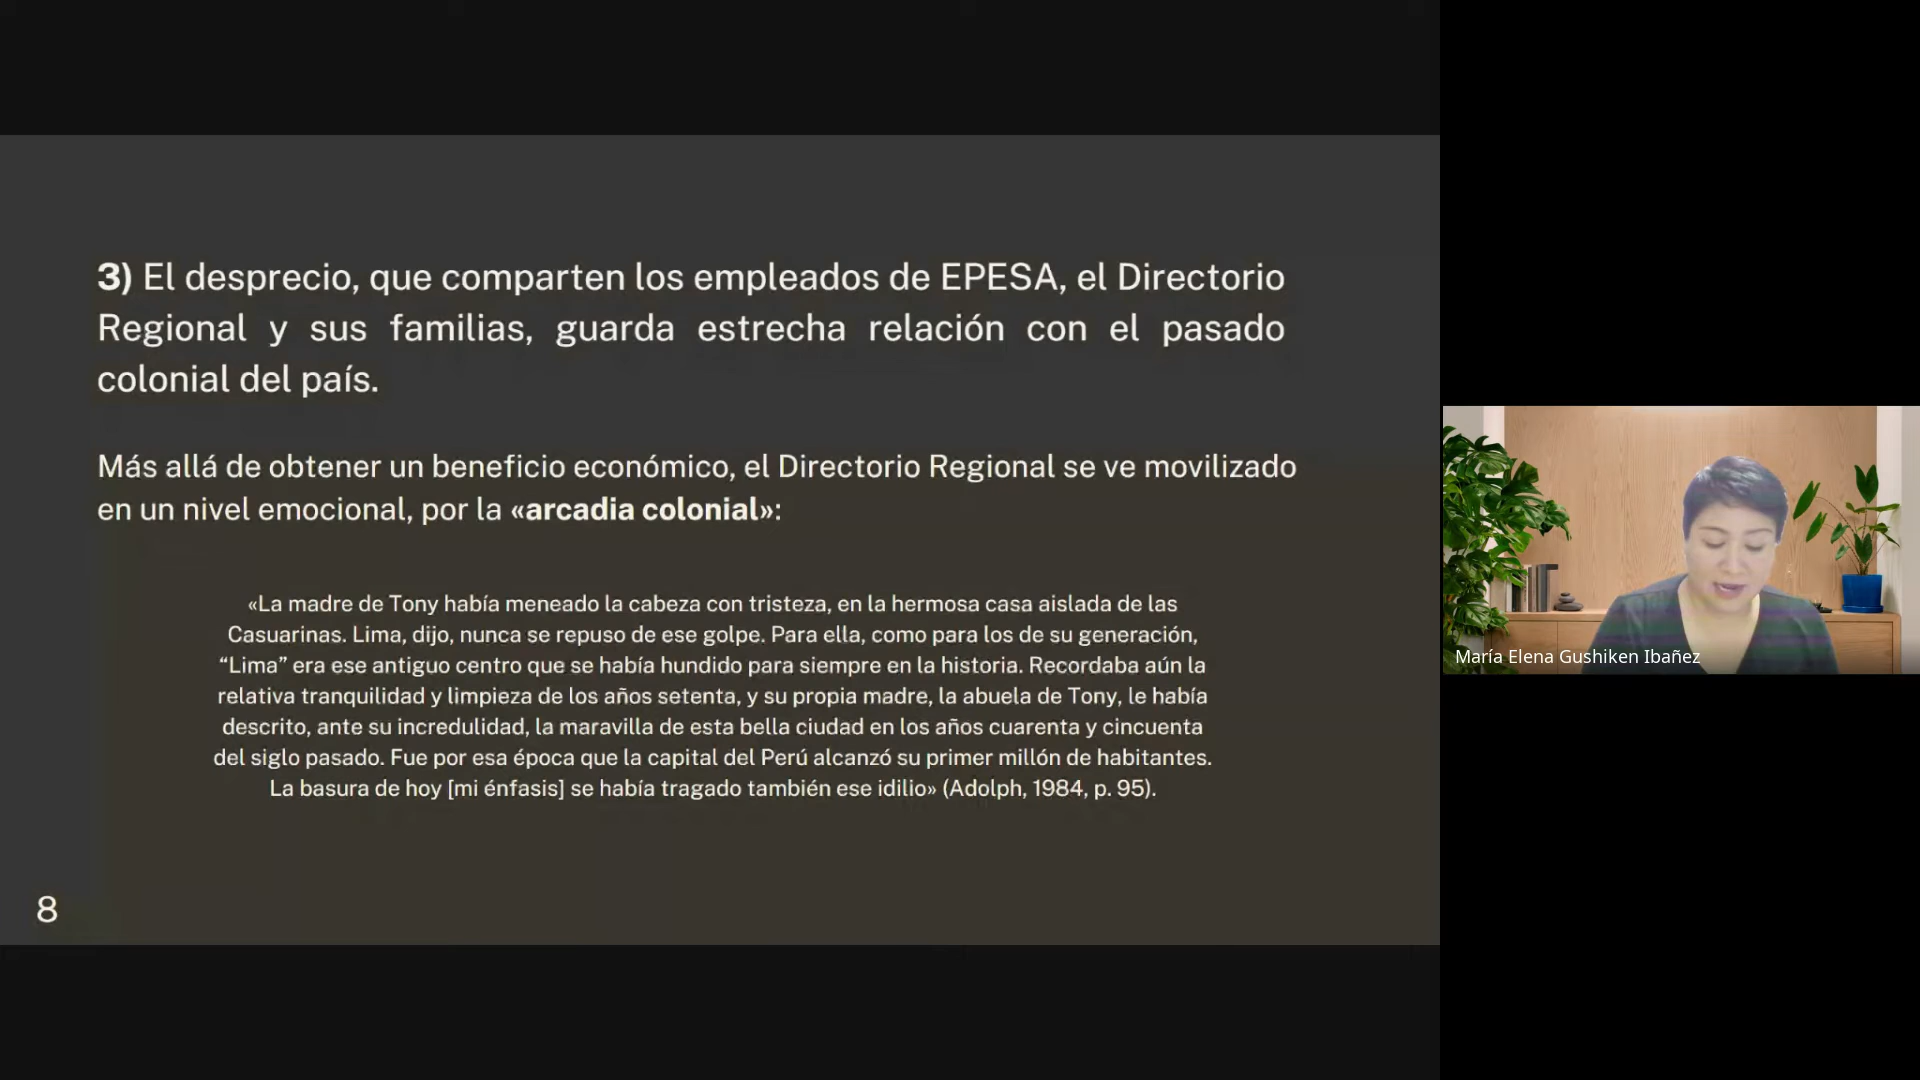 3) El desprecio, que comparten los empleados de EPESA, el Directorio
Regional y sus familias, guarda estrecha relación con el pasado
colonial del país.
Más allá de obtener un beneficio económico, el Directorio Regional se ve movilizado
en un nivel emocional, por la «arcadia colonial»:
«La madre de Tony había meneado la cabeza con tristeza, en la hermosa casa aislada de las
Casuarinas. Lima, dijo, nunca se repuso de ese golpe. Para ella, como para los de su generación,
“Lima” era ese antiguo centro que se había hundido para siempre en la historia. Recordaba aún la
relativa tranquilidad y limpieza de los años setenta, y su propia madre, la abuela de Tony, le había
descrito, ante su incredulidad, la maravilla de esta bella ciudad en los años cuarenta y cincuenta
del siglo pasado. Fue por esa época que la capital del Perú alcanzó su primer millón de habitantes.
La basura de hoy [mi énfasis] se había tragado también ese idilio» (Adolph, 1984, p. 95).
8
María Elena Gushiken Ibañez